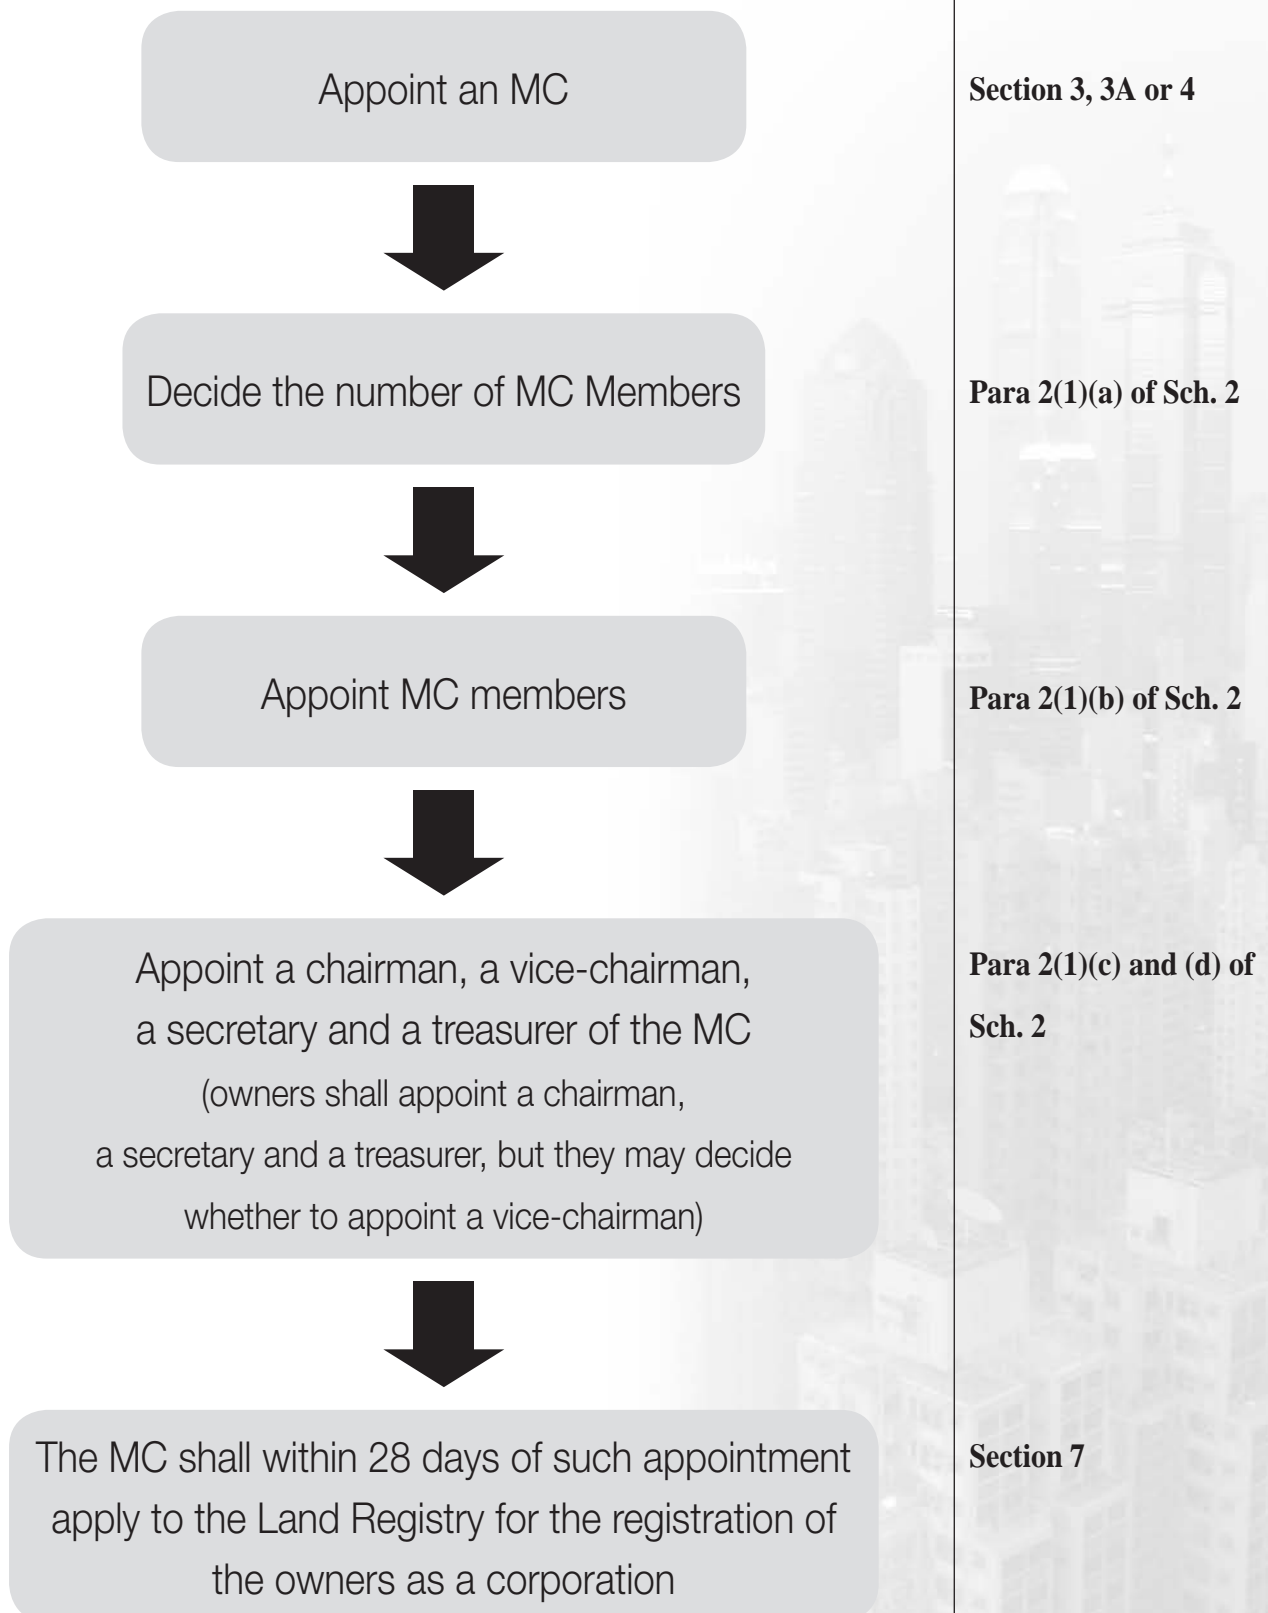 Appoint an MC
Section 3, 3A or 4
Decide the number of MC Members
Para 2(1)(a) of Sch. 2
Appoint MC members
Para 2(1)(b) of Sch. 2
Appoint a chairman, a vice-chairman,
a secretary and a treasurer of the MC
(owners shall appoint a chairman,
a secretary and a treasurer, but they may decide
whether to appoint a vice-chairman)
Para 2(1)(c) and (d) of
Sch. 2
The MC shall within 28 days of such appointment
apply to the Land Registry for the registration of
the owners as a corporation
Section 7